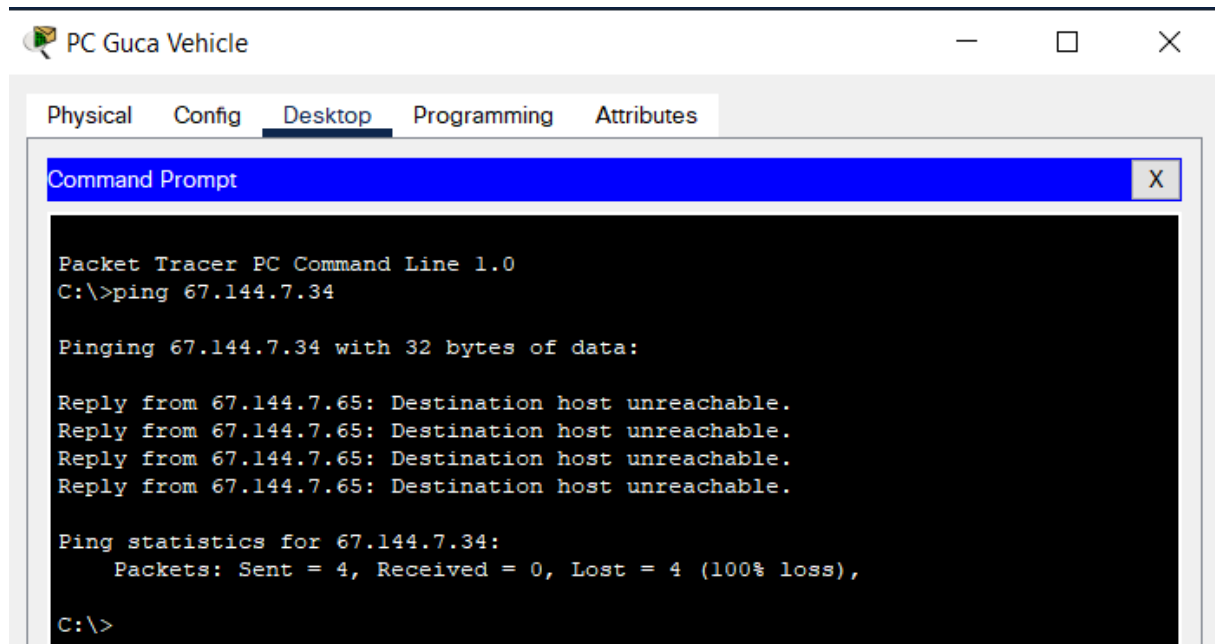 PC Guca Vehicle
Physical Config Desktop Programming Attributes
Command Prompt X
Packet Tracer PC Command Line 1.0
C:\>ping 67.144.7.34
Pinging 67.144.7.34 with 32 bytes of data:
Reply from 67.144.7.65: Destination host unreachable.
Reply from 67.144.7.65: Destination host unreachable.
Reply from 67.144.7.65: Destination host unreachable.
Reply from 67.144.7.65: Destination host unreachable.
Ping statistics for 67.144.7.34:
    Packets: Sent = 4, Received = 0, Lost = 4 (100% loss),
C:\>